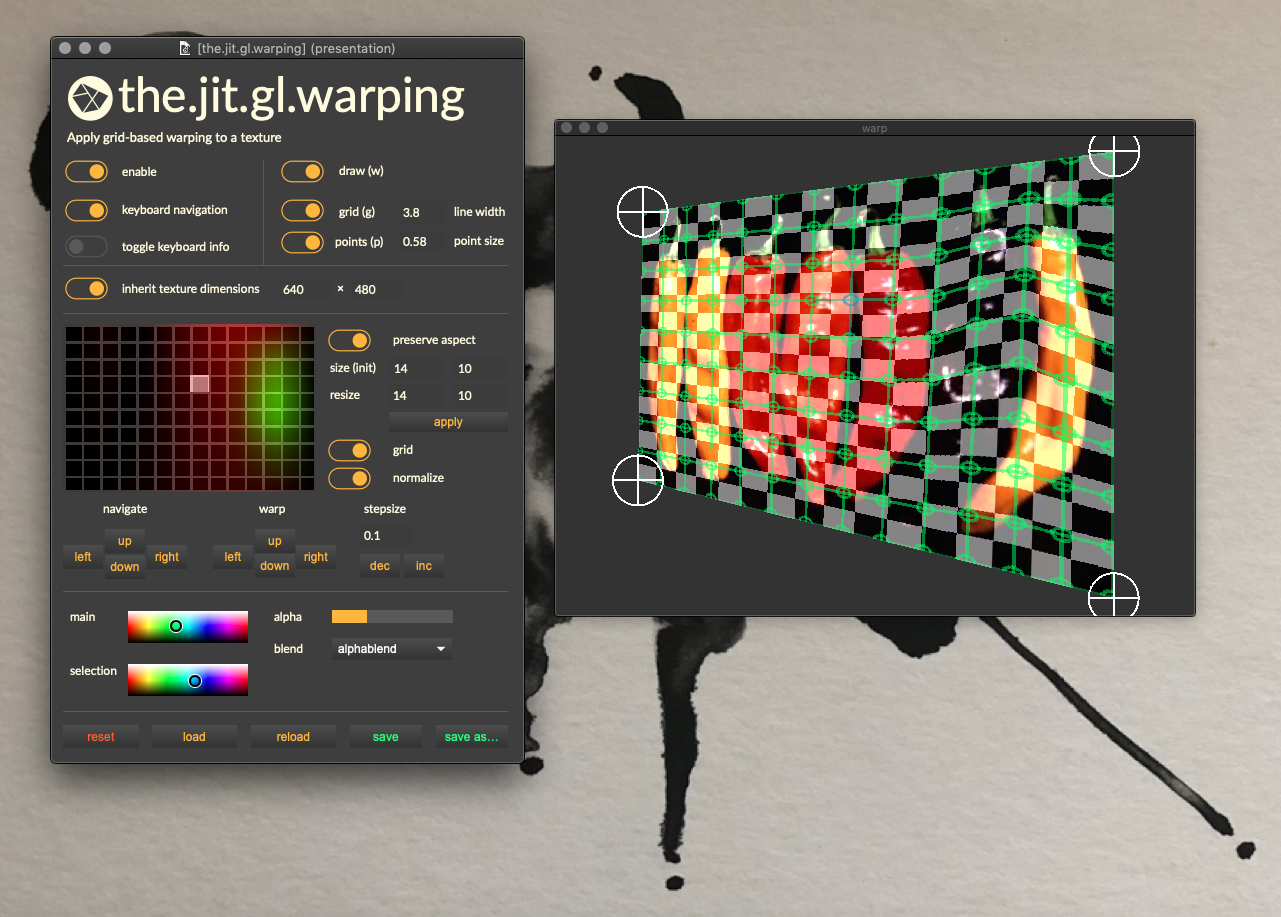 [the.jit.gl.warping] (presentation)
the.jit.gl.warping
Apply grid-based warping to a texture
enable
draw (w)
keyboard navigation
grid (g) 3.8 line width
toggle keyboard info
points (p) 0.58 point size
inherit texture dimensions 640 × 480
preserve aspect
size (init) 14 10
resize 14 10
apply
grid
normalize
navigate warp stepsize
up up 0.1
left right left right
down down dec inc
main alpha
blend alphablend
selection
reset load reload save save as...
warp